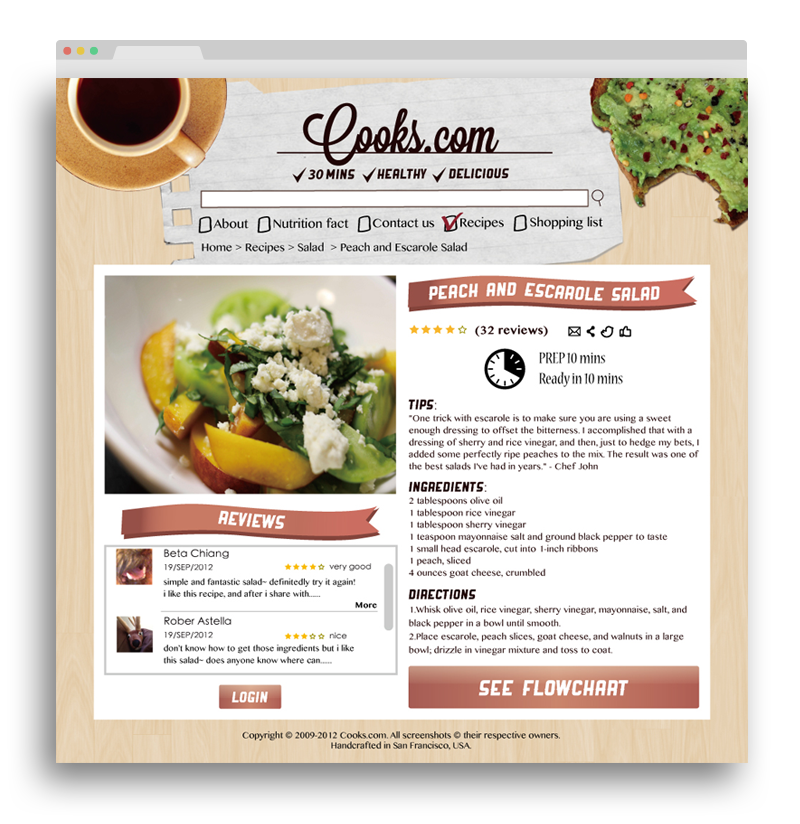 Cooks.com
30 MINS HEALTHY DELICIOUS
About Nutrition fact Contact us Recipes Shopping list
Home > Recipes > Salad > Peach and Escarole Salad
PEACH AND ESCAROLE SALAD
(32 reviews)
PREP 10 mins
Ready in 10 mins
TIPS:
"One trick with escarole is to make sure you are using a sweet
enough dressing to offset the bitterness. I accomplished that with a
dressing of sherry and rice vinegar, and then, just to hedge my bets, I
added some perfectly ripe peaches to the mix. The result was one of
the best salads I've had in years." - Chef John
INGREDIENTS:
2 tablespoons olive oil
1 tablespoon rice vinegar
1 tablespoon sherry vinegar
1 teaspoon mayonnaise salt and ground black pepper to taste
1 small head escarole, cut into 1-inch ribbons
1 peach, sliced
4 ounces goat cheese, crumbled
DIRECTIONS
1.Whisk olive oil, rice vinegar, sherry vinegar, mayonnaise, salt, and
black pepper in a bowl until smooth.
2.Place escarole, peach slices, goat cheese, and walnuts in a large
bowl; drizzle in vinegar mixture and toss to coat.
SEE FLOWCHART
REVIEWS
Beta Chiang
19/SEP/2012 very good
simple and fantastic salad~ definitedly try it again!
i like this recipe, and after i share with......
More
Rober Astella
19/SEP/2012 nice
don't know how to get those ingredients but i like
this salad~ does anyone know where can......
LOGIN
Copyright © 2009-2012 Cooks.com. All screenshots © their respective owners.
Handcrafted in San Francisco, USA.